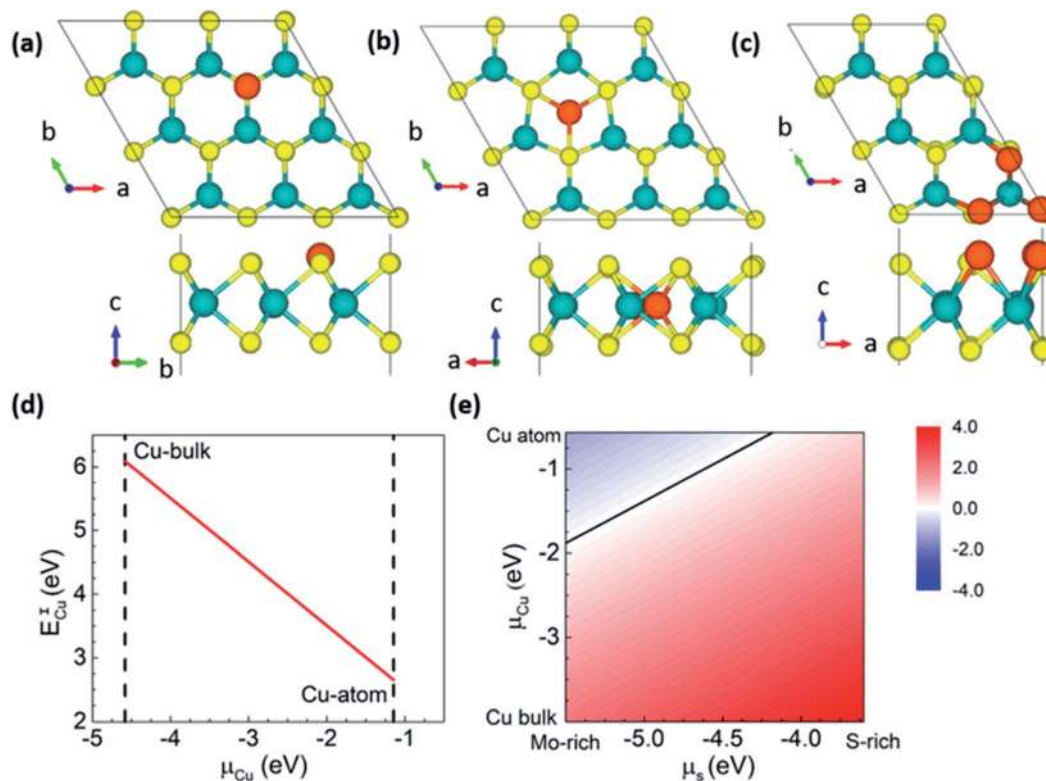 (a)
(b)
(c)
b
a
b
a
b
a
c
b
c
a
c
a
(d)
(e)
6
5
4
3
2
Cu-bulk
Cu-atom
-5
-4
-3
-2
-1
E^I_Cu (eV)
μ_Cu (eV)
Cu atom
-1
-2
-3
Cu bulk
μ_Cu (eV)
Mo-rich
-5.0
-4.5
-4.0
S-rich
μ_s (eV)
4.0
2.0
0.0
-2.0
-4.0